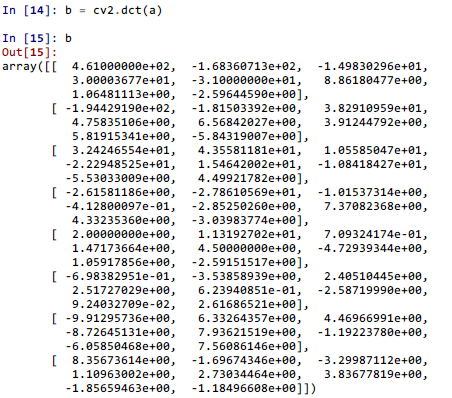 In [14]: b = cv2.dct(a)
In [15]: b
Out[15]:
array([[  4.61000000e+02,  -1.68360713e+02,  -1.49830296e+01,
          3.00003677e+01,  -3.10000000e+01,   8.86180477e+00,
          1.06481113e+00,  -2.59644590e+00],
       [ -1.94429190e+01,  -1.81503392e+00,   3.82910959e+01,
          4.75835106e+00,   6.56842027e+00,   3.91244792e+00,
          5.81915341e+00,  -5.84319007e+00],
       [  3.24246554e+01,   4.35581181e+01,   1.05585047e+01,
         -2.22948525e+01,   1.54642002e+01,  -1.08418427e+01,
         -5.53033009e+00,   4.49921782e+00],
       [ -2.61581186e+00,  -2.78610569e+01,  -1.01537314e+00,
         -4.12800097e-01,  -2.85250260e+00,   7.37082368e+00,
          4.33235360e+00,  -3.03983774e+00],
       [  2.00000000e+00,   1.13192702e+01,   7.09324174e-01,
          1.47173664e+00,   4.50000000e+00,  -4.72939344e+00,
          1.05917856e+00,  -2.59151517e+00],
       [ -6.98382951e-01,  -3.53858939e+00,   2.40510445e+00,
          2.51727029e+00,   6.23940851e-01,  -2.58719990e+00,
          9.24032709e-02,   2.61686521e+00],
       [ -9.91295736e+00,   6.33264357e+00,   4.46966991e+00,
         -8.72645131e+00,   7.93621519e+00,  -1.19223780e+00,
         -6.05850468e+00,   7.56086146e+00],
       [  8.35673614e+00,  -1.69674346e+00,  -3.29987112e+00,
          1.10963002e+00,   2.73034464e+00,   3.83677819e+00,
         -1.85659463e+00,  -1.18496608e+00]])